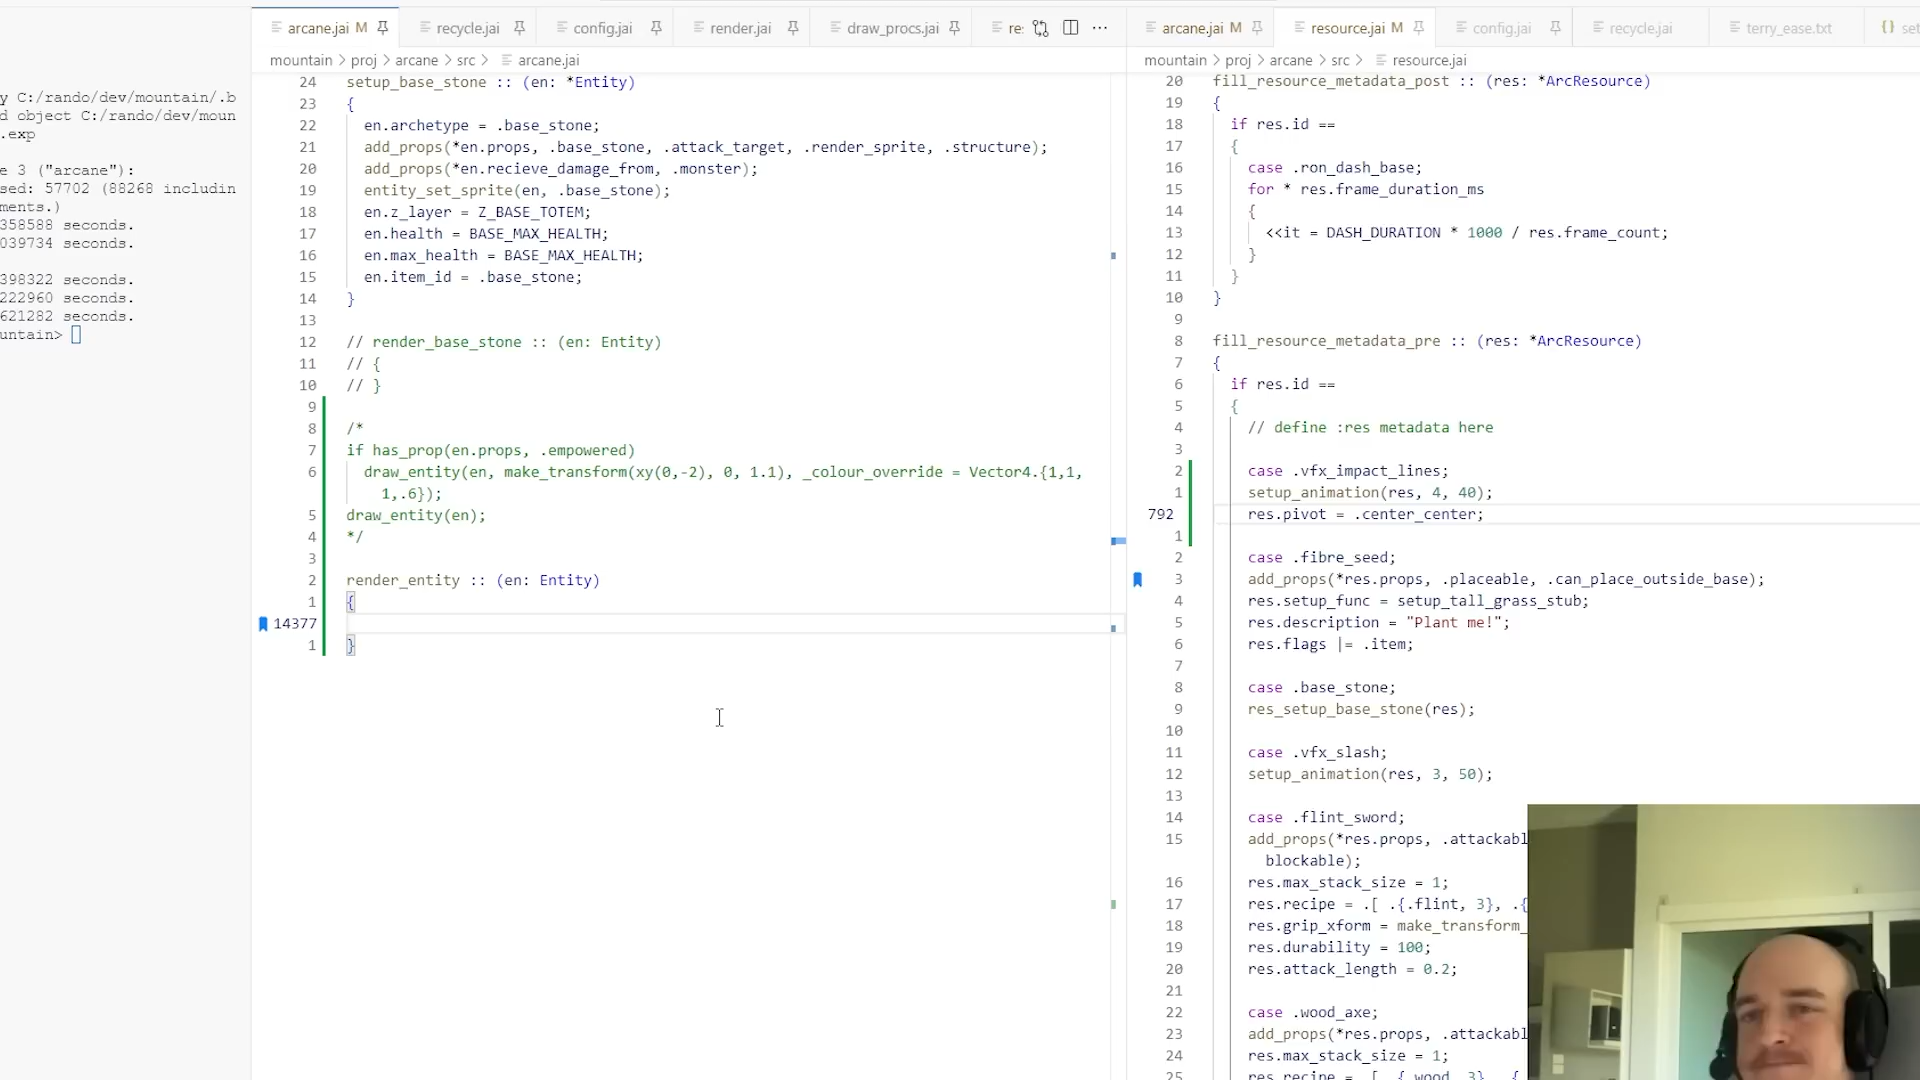 y C:/rando/dev/mountain/.b
d object C:/rando/dev/moun
.exp
e 3 ("arcane"):
sed: 57702 (88268 includin
ments.)
358588 seconds.
039734 seconds.
398322 seconds.
222960 seconds.
621282 seconds.
untain>
arcane.jai M recycle.jai config.jai render.jai draw_procs.jai re:
mountain > proj > arcane > src > arcane.jai
24 setup_base_stone :: (en: *Entity)
23 {
22 en.archetype = .base_stone;
21 add_props(*en.props, .base_stone, .attack_target, .render_sprite, .structure);
20 add_props(*en.recieve_damage_from, .monster);
19 entity_set_sprite(en, .base_stone);
18 en.z_layer = Z_BASE_TOTEM;
17 en.health = BASE_MAX_HEALTH;
16 en.max_health = BASE_MAX_HEALTH;
15 en.item_id = .base_stone;
14 }
13
12 // render_base_stone :: (en: Entity)
11 // {
10 // }
9
8 /*
7 if has_prop(en.props, .empowered)
6 draw_entity(en, make_transform(xy(0,-2), 0, 1.1), _colour_override = Vector4.{1,1,
1,.6});
5 draw_entity(en);
4 */
3
2 render_entity :: (en: Entity)
1 {
14377
1 }
arcane.jai M resource.jai M config.jai recycle.jai terry_ease.txt {} set
mountain > proj > arcane > src > resource.jai
20 fill_resource_metadata_post :: (res: *ArcResource)
19 {
18 if res.id ==
17 {
16 case .ron_dash_base;
15 for * res.frame_duration_ms
14 {
13 <<it = DASH_DURATION * 1000 / res.frame_count;
12 }
11 }
10 }
9
8 fill_resource_metadata_pre :: (res: *ArcResource)
7 {
6 if res.id ==
5 {
4 // define :res metadata here
3
2 case .vfx_impact_lines;
1 setup_animation(res, 4, 40);
792 res.pivot = .center_center;
1
2 case .fibre_seed;
3 add_props(*res.props, .placeable, .can_place_outside_base);
4 res.setup_func = setup_tall_grass_stub;
5 res.description = "Plant me!";
6 res.flags |= .item;
7
8 case .base_stone;
9 res_setup_base_stone(res);
10
11 case .vfx_slash;
12 setup_animation(res, 3, 50);
13
14 case .flint_sword;
15 add_props(*res.props, .attackabl
blockable);
16 res.max_stack_size = 1;
17 res.recipe = .[ .{.flint, 3}, .{
18 res.grip_xform = make_transform_
19 res.durability = 100;
20 res.attack_length = 0.2;
21
22 case .wood_axe;
23 add_props(*res.props, .attackabl
24 res.max_stack_size = 1;
25 res.recipe = .[ .{.wood, 3}, .{